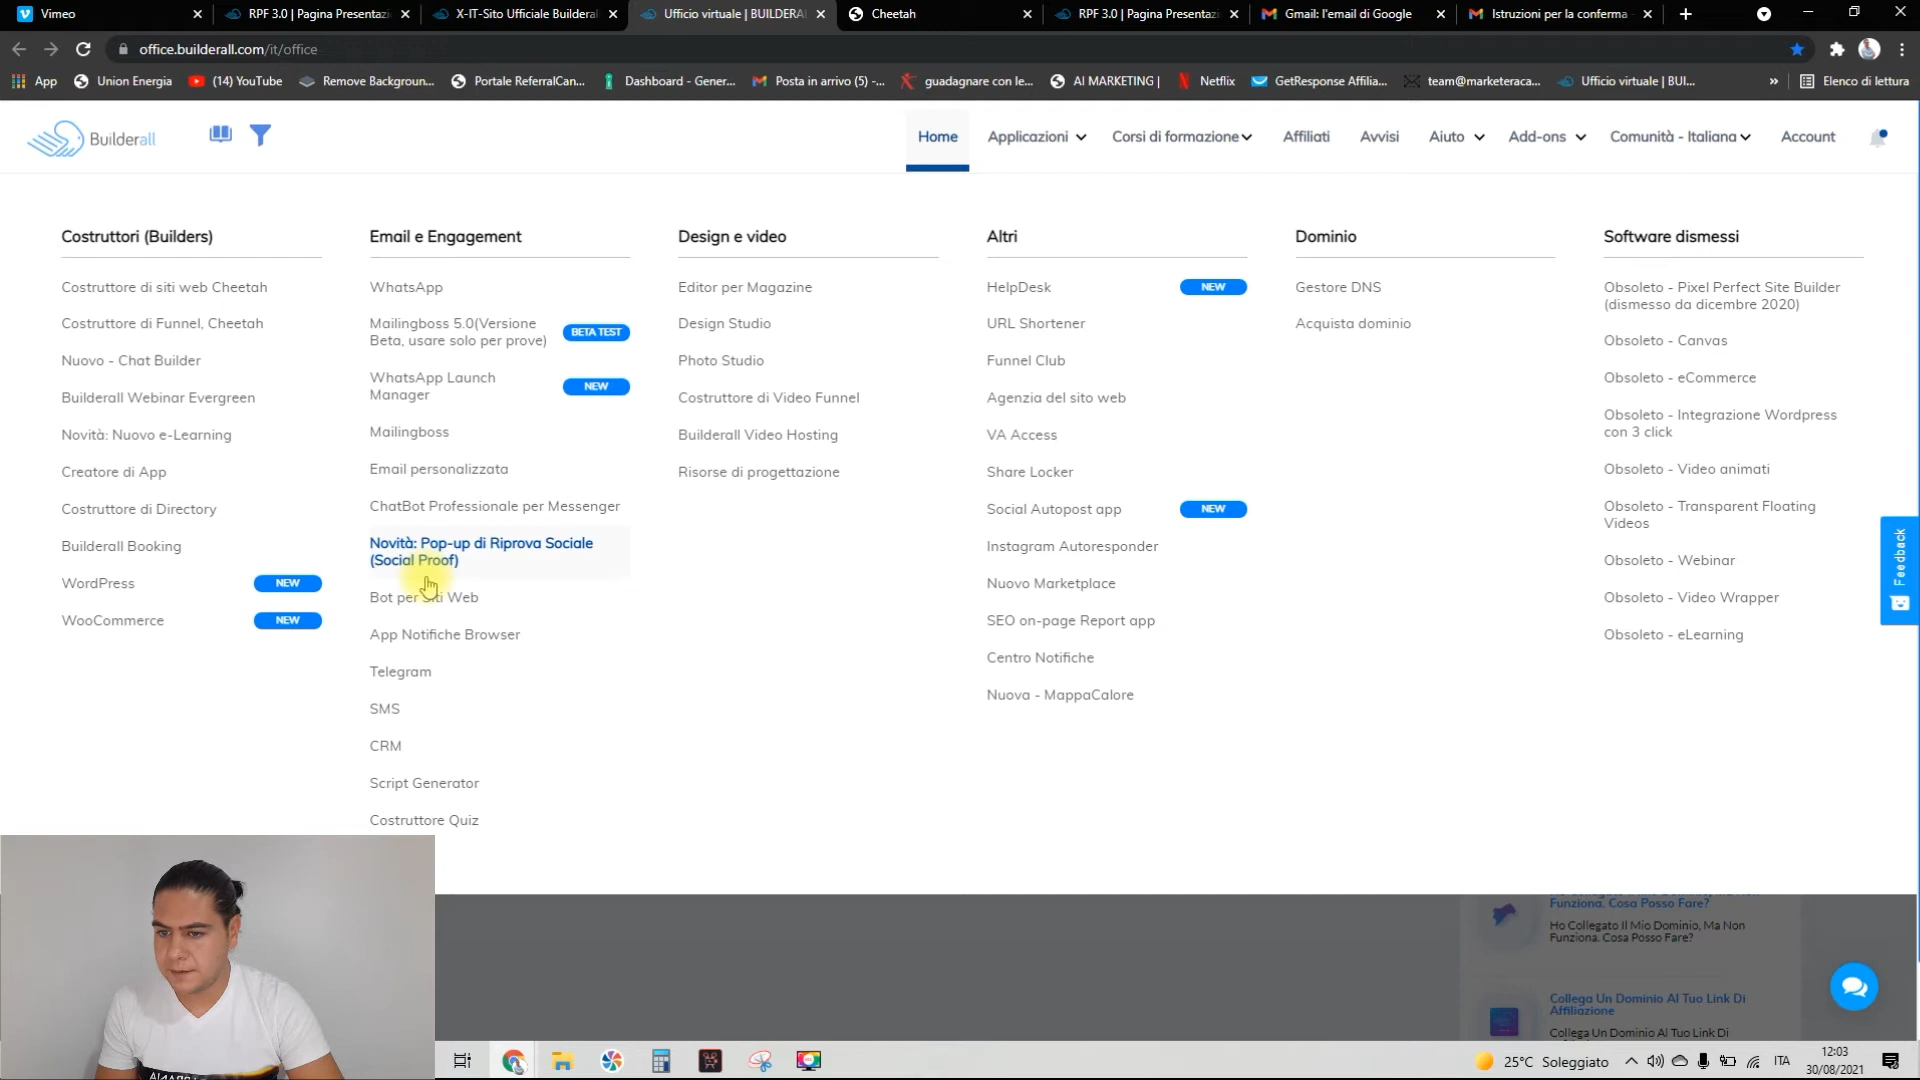 Vimeo
RPF 3.0 | Pagina Presentazi
X-IT-Sito Ufficiale Builderal
Ufficio virtuale | BUILDERA
Cheetah
RPF 3.0 | Pagina Presentazi
Gmail: l'email di Google
Istruzioni per la conferma
office.builderall.com/it/office
App
Union Energia
(14) YouTube
Remove Backgroun...
Portale ReferralCan...
Dashboard - Gener...
Posta in arrivo (5) -...
guadagnare con le...
AI MARKETING |
Netflix
GetResponse Affilia...
team@marketeraca...
Ufficio virtuale | BUI...
»
Elenco di lettura
Builderall
Home
Applicazioni
Corsi di formazione
Affiliati
Avvisi
Aiuto
Add-ons
Comunità - Italiana
Account
Costruttori (Builders)
Costruttore di siti web Cheetah
Costruttore di Funnel, Cheetah
Nuovo - Chat Builder
Builderall Webinar Evergreen
Novità: Nuovo e-Learning
Creatore di App
Costruttore di Directory
Builderall Booking
WordPress NEW
WooCommerce NEW
Email e Engagement
WhatsApp
Mailingboss 5.0(Versione
Beta, usare solo per prove) BETA TEST
WhatsApp Launch
Manager NEW
Mailingboss
Email personalizzata
ChatBot Professionale per Messenger
Novità: Pop-up di Riprova Sociale
(Social Proof)
Bot per Siti Web
App Notifiche Browser
Telegram
SMS
CRM
Script Generator
Costruttore Quiz
Design e video
Editor per Magazine
Design Studio
Photo Studio
Costruttore di Video Funnel
Builderall Video Hosting
Risorse di progettazione
Altri
HelpDesk NEW
URL Shortener
Funnel Club
Agenzia del sito web
VA Access
Share Locker
Social Autopost app NEW
Instagram Autoresponder
Nuovo Marketplace
SEO on-page Report app
Centro Notifiche
Nuova - MappaCalore
Dominio
Gestore DNS
Acquista dominio
Software dismessi
Obsoleto - Pixel Perfect Site Builder
(dismesso da dicembre 2020)
Obsoleto - Canvas
Obsoleto - eCommerce
Obsoleto - Integrazione Wordpress
con 3 click
Obsoleto - Video animati
Obsoleto - Transparent Floating
Videos
Obsoleto - Webinar
Obsoleto - Video Wrapper
Obsoleto - eLearning
Feedback
Funziona. Cosa Posso Fare?
Ho Collegato Il Mio Dominio, Ma Non
Funziona. Cosa Posso Fare?
Collega Un Dominio Al Tuo Link Di
Affiliazione
Collega Un Dominio Al Tuo Link Di
25°C Soleggiato
ITA
12:03
30/08/2021